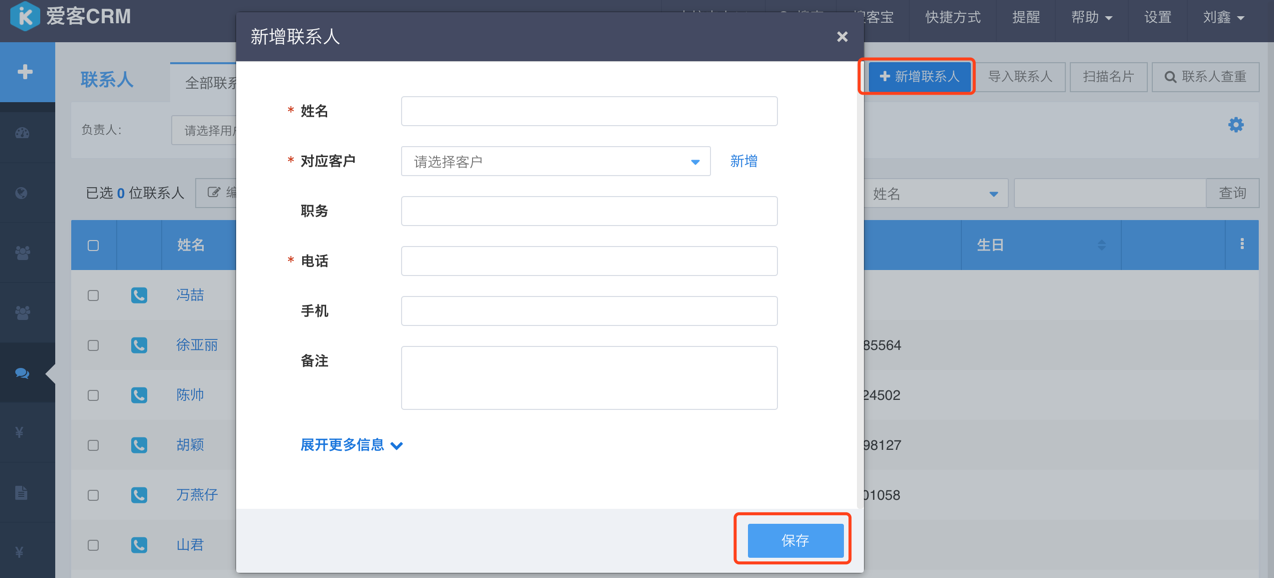 爱客CRM
快捷方式 提醒 帮助 设置 刘鑫
新增联系人
联系人
全部联系
新增联系人 导入联系人 扫描名片 联系人查重
负责人:
请选择用户
* 姓名
* 对应客户 请选择客户 新增
职务
* 电话
手机
备注
展开更多信息
保存
已选 0 位联系人
姓名 查询
姓名 生日
冯喆
徐亚丽 85564
陈帅 24502
胡颖 98127
万燕仔 01058
山君